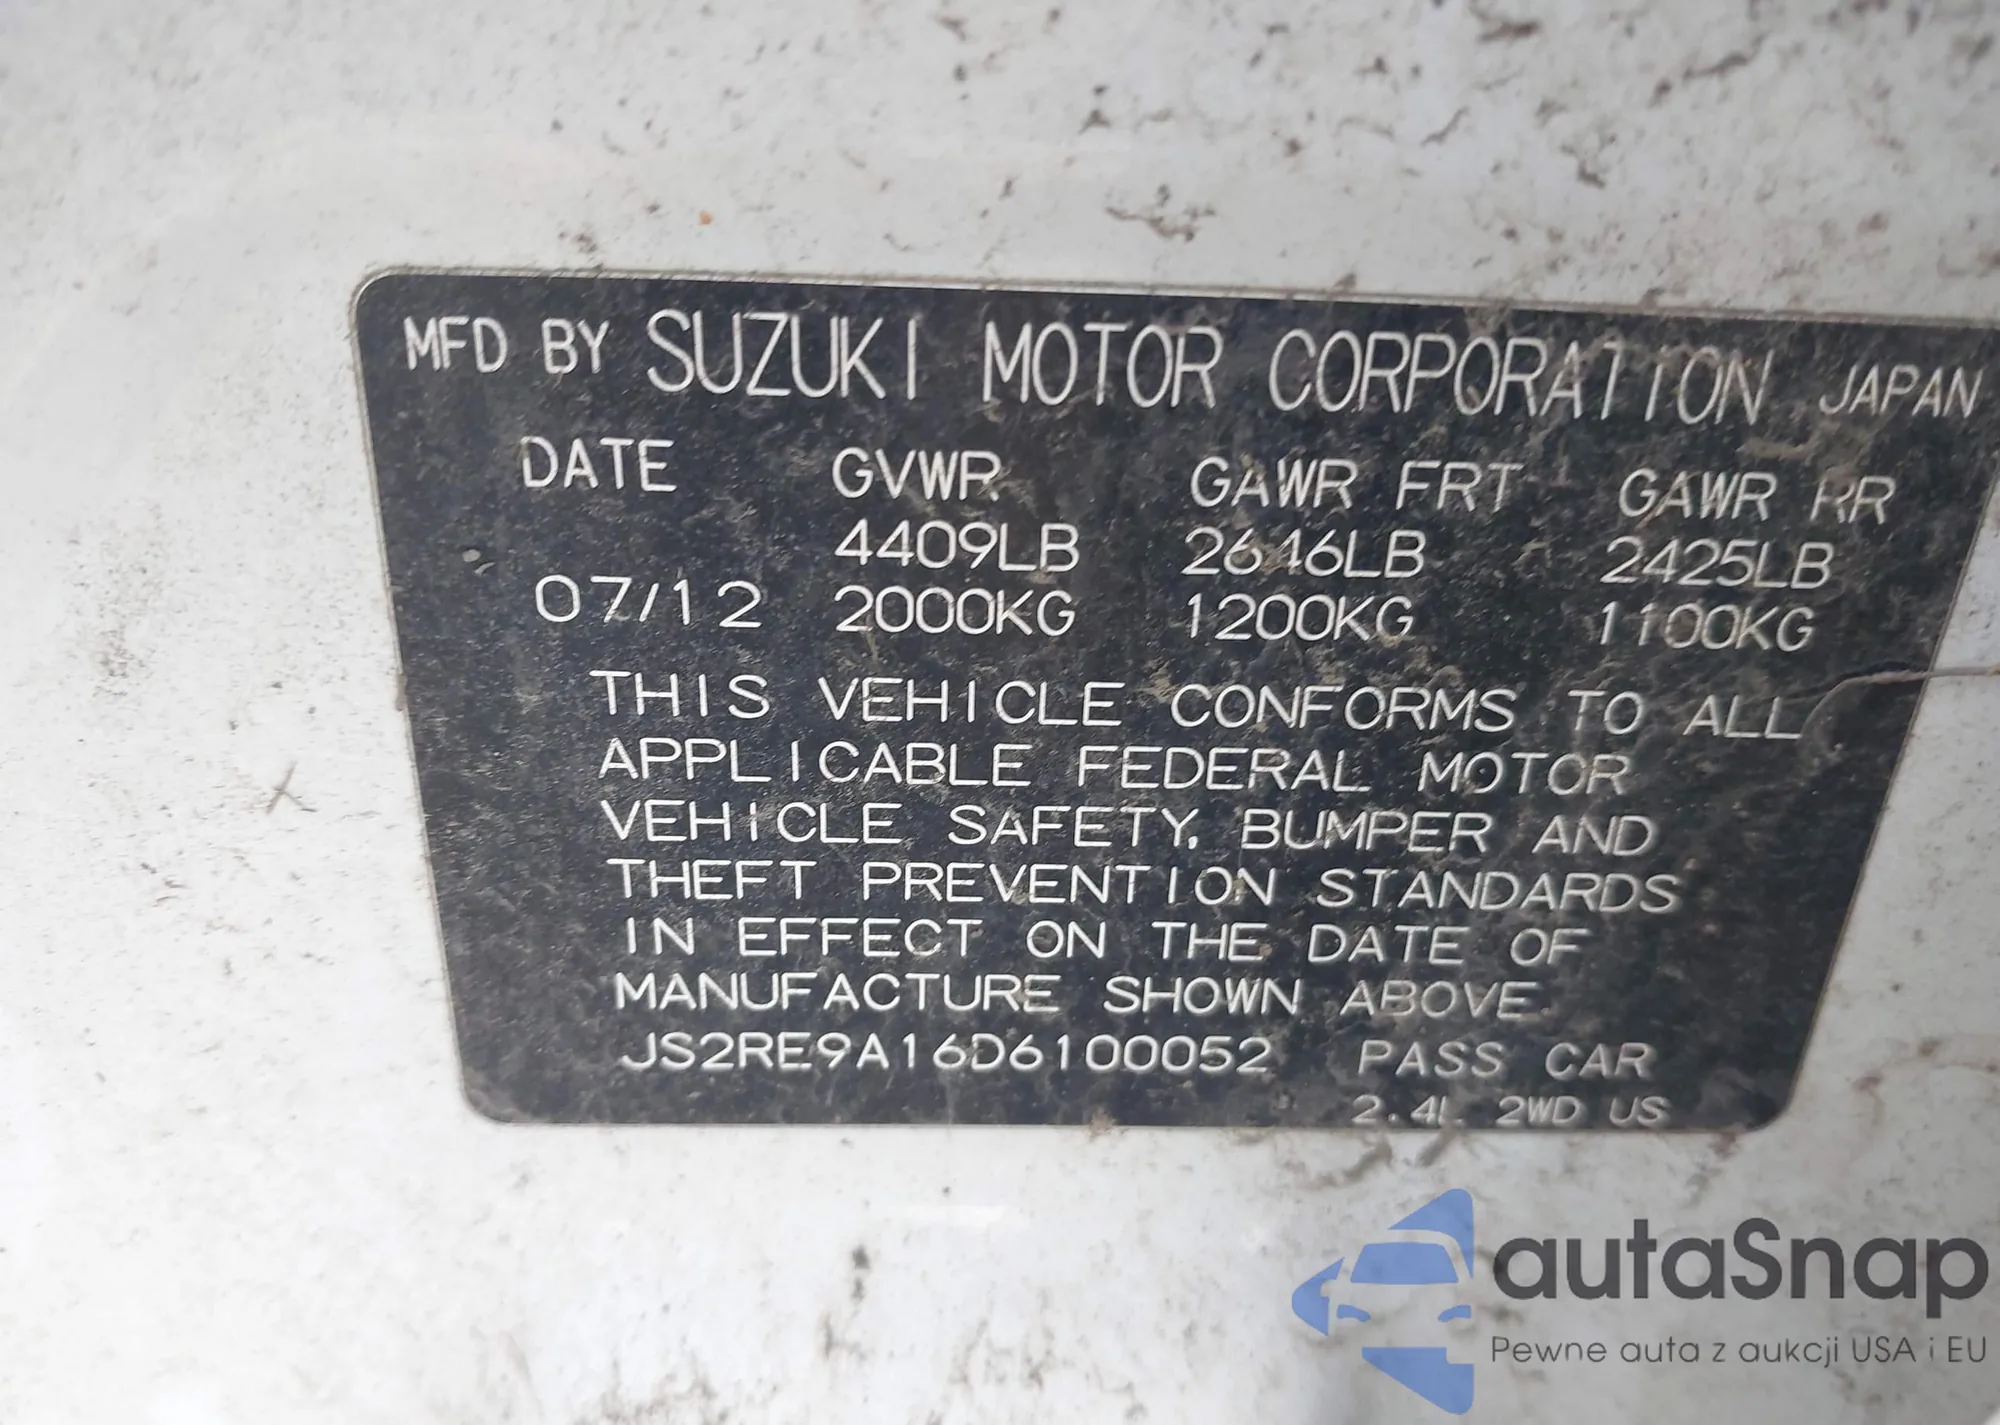 MFD BY SUZUKI MOTOR CORPORATION JAPAN
DATE GVWR GAWR FRT GAWR RR
4409LB 2646LB 2425LB
07/12 2000KG 1200KG 1100KG
THIS VEHICLE CONFORMS TO ALL
APPLICABLE FEDERAL MOTOR
VEHICLE SAFETY, BUMPER AND
THEFT PREVENTION STANDARDS
IN EFFECT ON THE DATE OF
MANUFACTURE SHOWN ABOVE.
JS2RE9A16D6100052 PASS CAR
2.4L 2WD US
autaSnap
Pewne auta z aukcji USA i EU